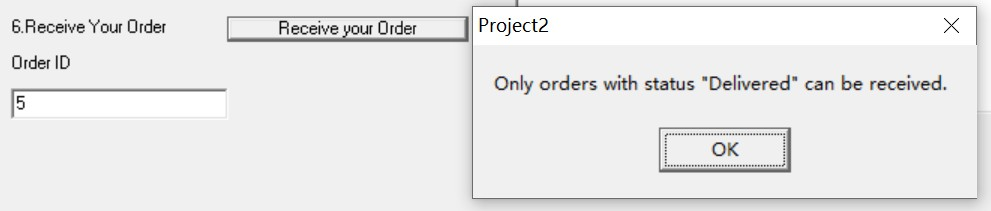 6.Receive Your Order
Receive your Order
Order ID
5
Project2
Only orders with status "Delivered" can be received.
OK